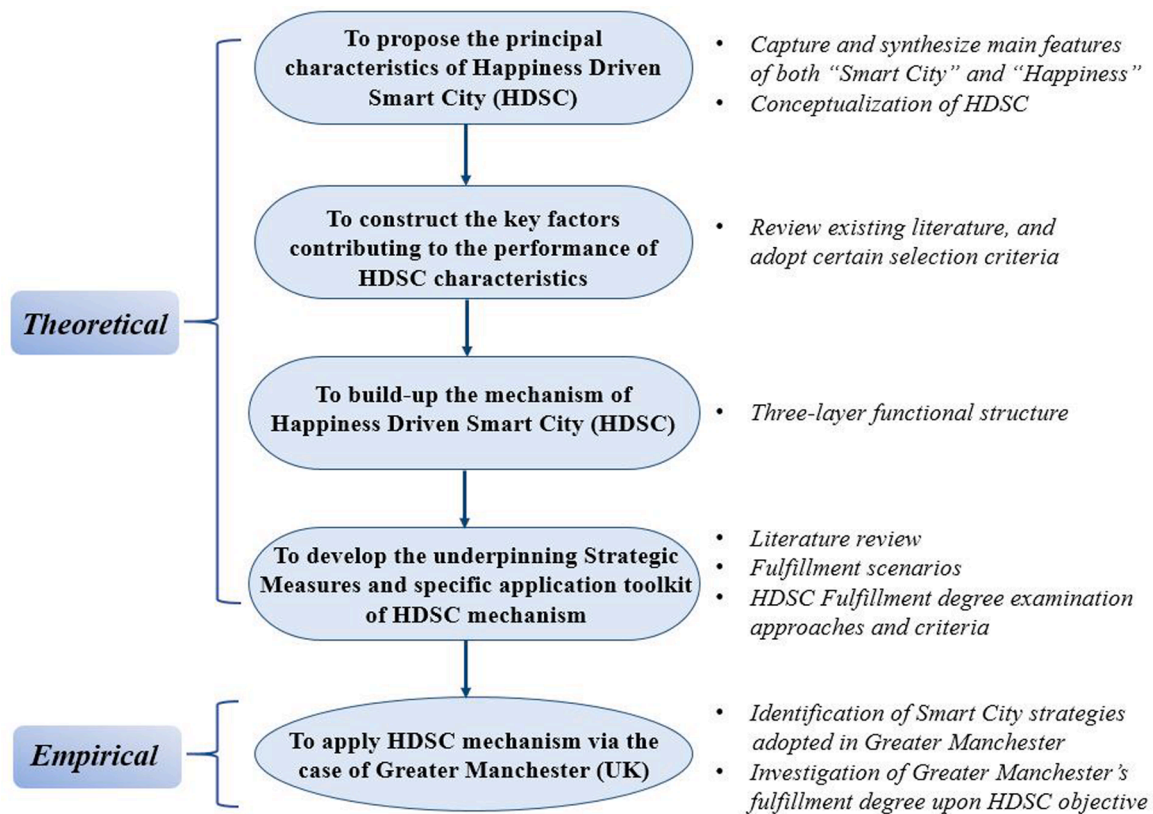 To propose the principal
characteristics of Happiness Driven
Smart City (HDSC)
• Capture and synthesize main features
of both “Smart City” and “Happiness”
• Conceptualization of HDSC
To construct the key factors
contributing to the performance of
HDSC characteristics
• Review existing literature, and
adopt certain selection criteria
Theoretical
To build-up the mechanism of
Happiness Driven Smart City (HDSC)
• Three-layer functional structure
To develop the underpinning Strategic
Measures and specific application toolkit
of HDSC mechanism
• Literature review
• Fulfillment scenarios
• HDSC Fulfillment degree examination
approaches and criteria
Empirical
To apply HDSC mechanism via the
case of Greater Manchester (UK)
• Identification of Smart City strategies
adopted in Greater Manchester
• Investigation of Greater Manchester’s
fulfillment degree upon HDSC objective